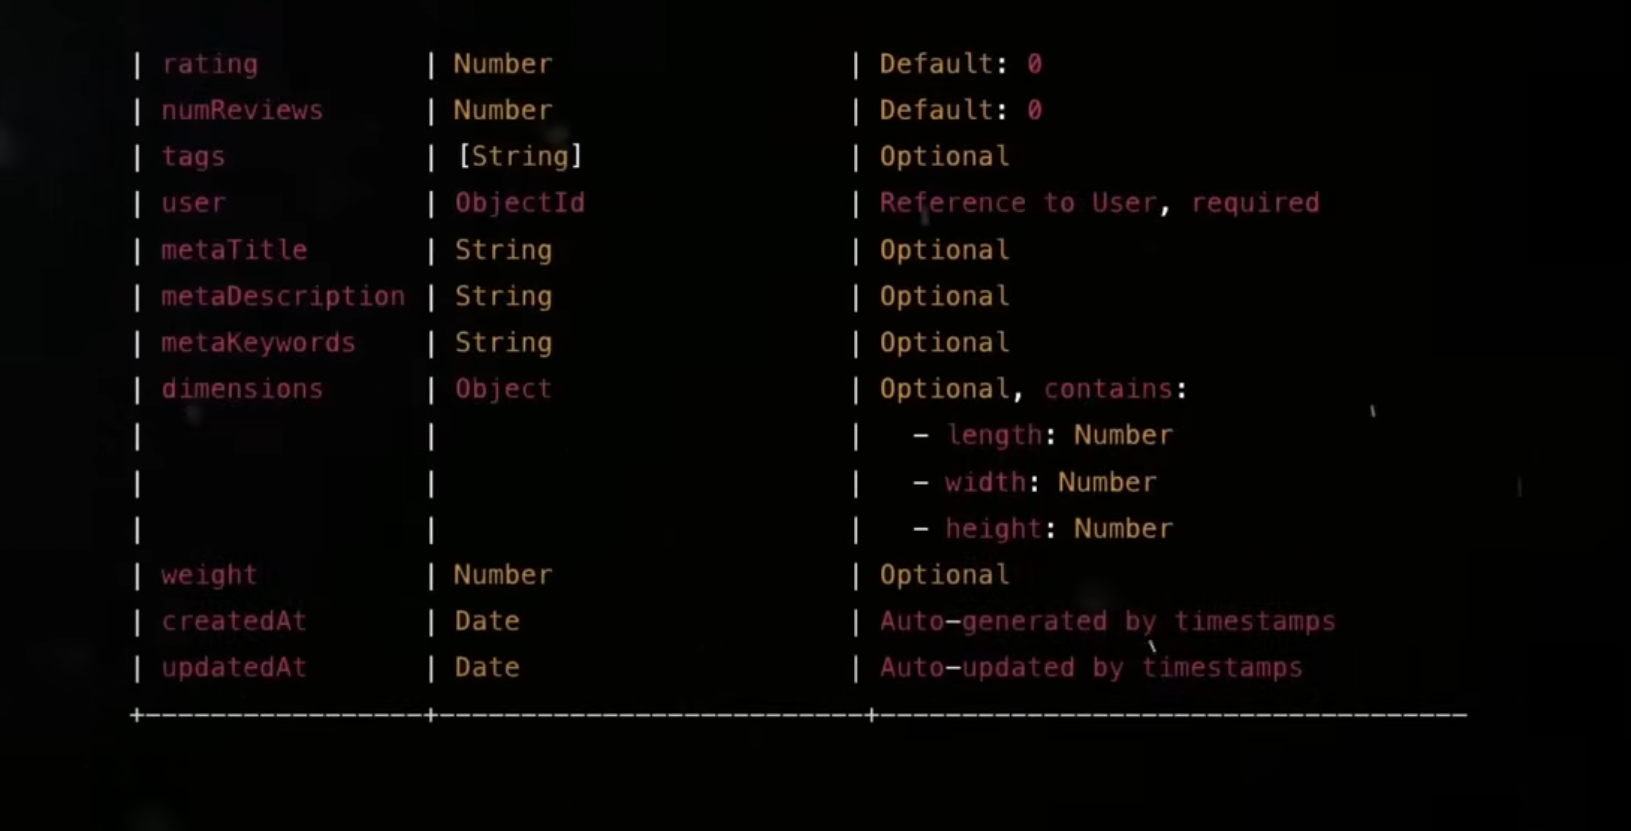 | rating | Number | Default: 0
| numReviews | Number | Default: 0
| tags | [String] | Optional
| user | ObjectId | Reference to User, required
| metaTitle | String | Optional
| metaDescription | String | Optional
| metaKeywords | String | Optional
| dimensions | Object | Optional, contains:
| | | - length: Number
| | | - width: Number
| | | - height: Number
| weight | Number | Optional
| createdAt | Date | Auto-generated by timestamps
| updatedAt | Date | Auto-updated by timestamps